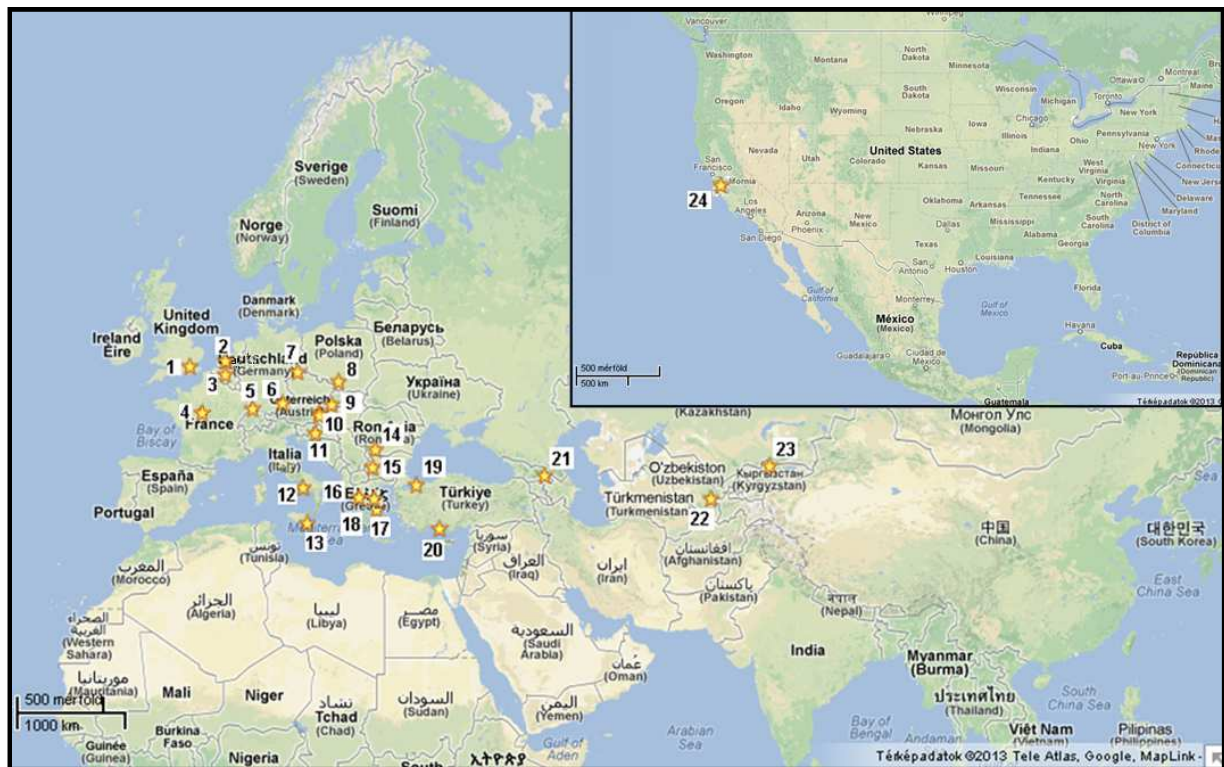 Sverige
(Sweden)
Suomi
(Finland)
Norge
(Norway)
Danmark
(Denmark)
United
Kingdom
Ireland
Éire
Беларусь
(Belarus)
Polska
(Poland)
Deutschland
(Germany)
Україна
(Ukraine)
1
2
3
4
5
6
7
8
9
10
11
12
13
14
15
16
17
18
19
20
21
22
23
Österreich
(Austria)
France
Bay of
Biscay
Italia
(Italy)
España
(Spain)
Portugal
Türkiye
(Turkey)
(Greece)
O'zbekiston
(Uzbekistan)
Türkmenistan
(Turkmenistan)
Кыргызстан
(Kyrgyzstan)
(Kazakhstan)
Монгол Улс
(Mongolia)
中国
(China)
대한민국
(South Korea)
East
China Sea
تونس
(Tunisia)
المغرب
(Morocco)
الجزائر
(Algeria)
ليبيا
(Libya)
مصر
(Egypt)
سوريا
(Syria)
العراق
(Iraq)
ایران
(Iran)
افغانستان
(Afghanistan)
پاکستان
(Pakistan)
नेपाल
(Nepal)
India
الصحراء
الغربية
(Western
Sahara)
موريتانيا
(Mauritania)
Mali
Niger
تشاد
Tchad
(Chad)
السودان
(Sudan)
السعودية
(Saudi
Arabia)
عُمان
(Oman)
اليمن
(Yemen)
Myanmar
(Burma)
ประเทศไทย
(Thailand)
Việt Nam
(Vietnam)
Pilipinas
(Philippines)
South
China Sea
Arabian
Sea
Bay of
Bengal
Andaman
Gulf of
Aden
Burkina
Faso
Guinée
(Guinea)
Nigeria
South
ኢትዮጵያ
500 mérföld
1000 km
Térképadatok ©2013 Tele Atlas, Google, MapLink -
Vancouver
Winnipeg
Washington
Montana
North
Dakota
Minnesota
Ottawa
Montreal
Maine
Oregon
Idaho
Wyoming
South
Dakota
Wisconsin
Michigan
Toronto
New York
Nebraska
Iowa
Chicago
Illinois
Indiana
Ohio
Pennsylvania
New York
Nevada
Utah
Colorado
United States
Kansas
Missouri
West
Virginia
Kentucky
Virginia
San
Francisco
California
24
Los
Angeles
San Diego
Arizona
Phoenix
New
Mexico
Oklahoma
Arkansas
Tennessee
North
Carolina
South
Carolina
Mississippi
Alabama
Georgia
Dallas
Texas
Louisiana
San
Antonio
Houston
Florida
Connecticut
New Jersey
Delaware
Maryland
District of
Columbia
Gulf of
California
Monterrey
Gulf of
Mexico
México
(Mexico)
Guadalajara
Ciudad de
México
Havana
Cuba
República
Dominicana
(Dominican
Republic)
Port-au-Prince
Guatemala
500 mérföld
500 km
Térképadatok ©2013